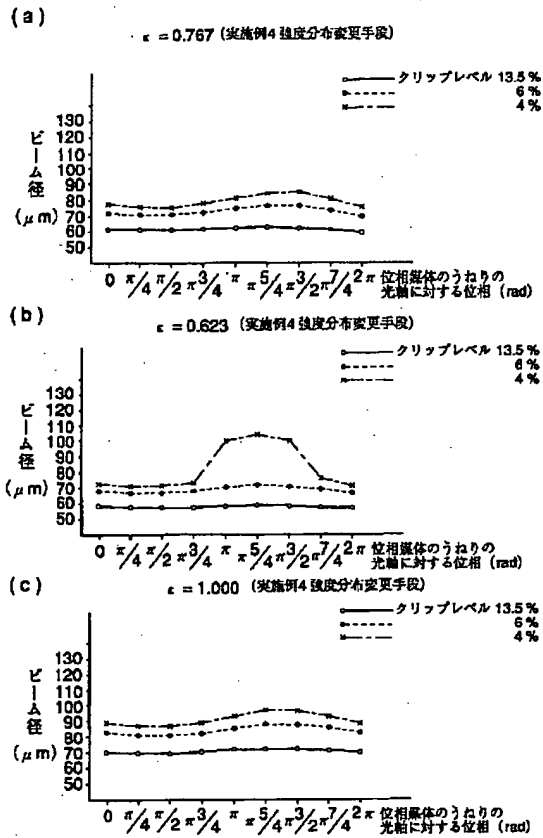 (a)
ε = 0.767 (実施例4 強度分布変更手段)
クリップレベル 13.5 %
6 %
4 %
ビーム径
(μm)
130
120
110
100
90
80
70
60
50
0 π/4 π/2 π3/4 π π5/4 π3/2 π7/4 2π
位相媒体のうねりの
光軸に対する位相 (rad)
(b)
ε = 0.623 (実施例4 強度分布変更手段)
クリップレベル 13.5 %
6 %
4 %
ビーム径
(μm)
130
120
110
100
90
80
70
60
50
0 π/4 π/2 π3/4 π π5/4 π3/2 π7/4 2π
位相媒体のうねりの
光軸に対する位相 (rad)
(c)
ε = 1.000 (実施例4 強度分布変更手段)
クリップレベル 13.5 %
6 %
4 %
ビーム径
(μm)
130
120
110
100
90
80
70
60
50
0 π/4 π/2 π3/4 π π5/4 π3/2 π7/4 2π
位相媒体のうねりの
光軸に対する位相 (rad)